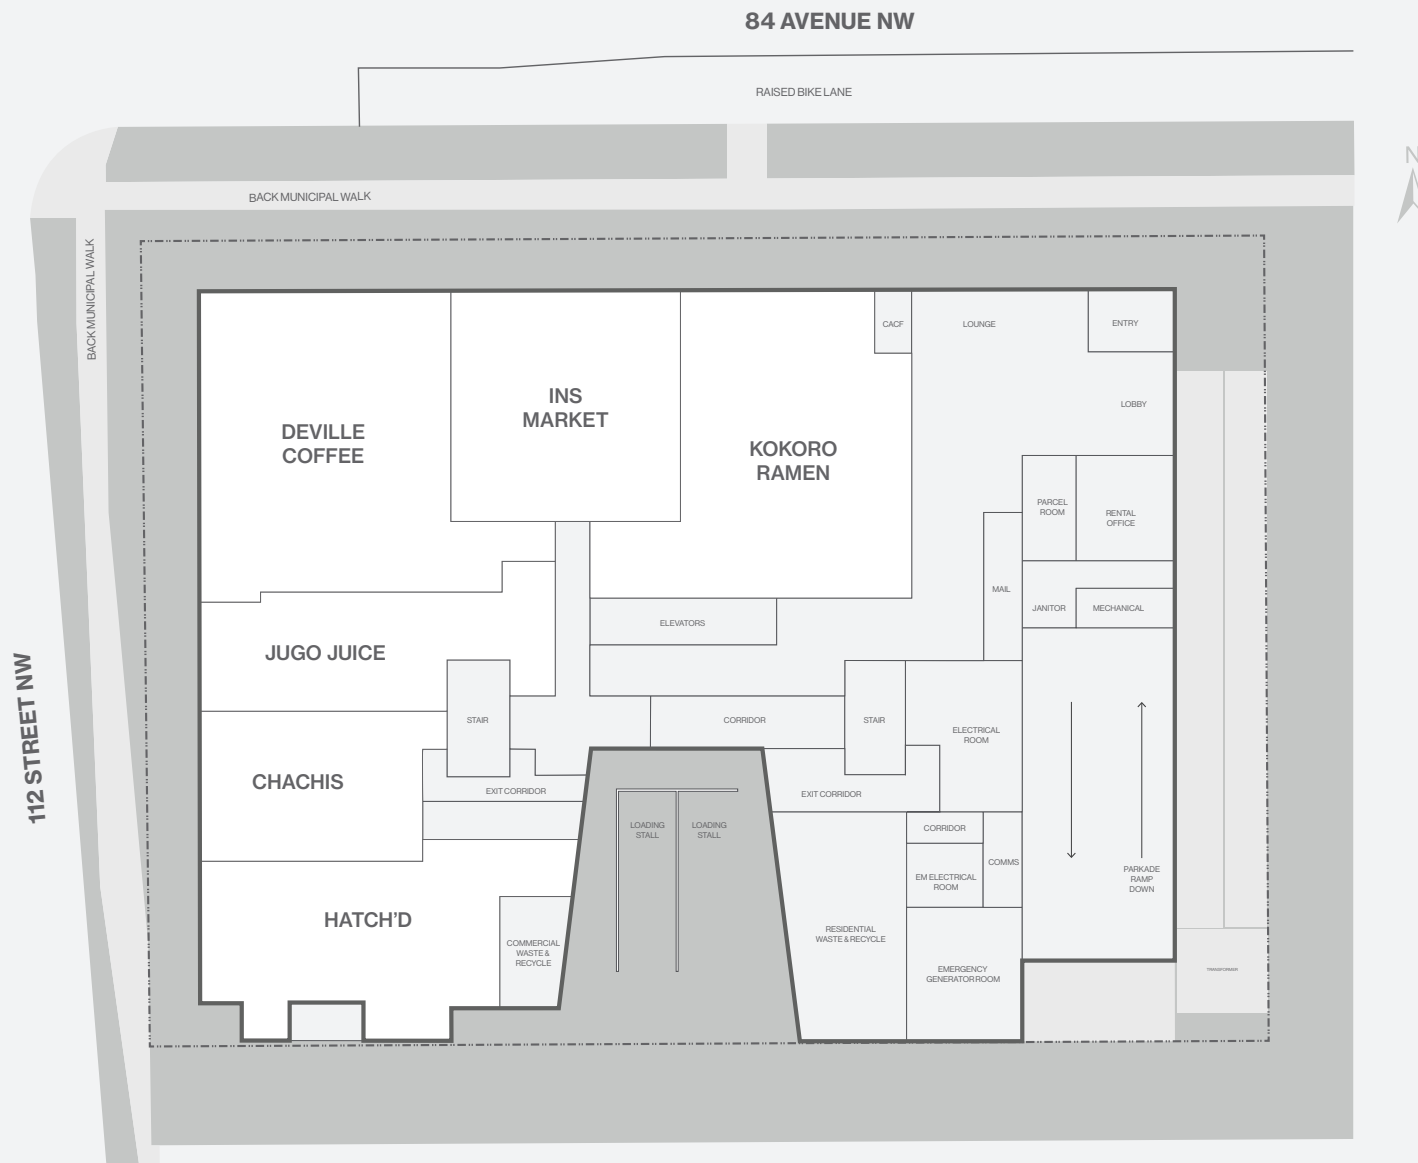 84 AVENUE NW
RAISED BIKE LANE
N
BACK MUNICIPAL WALK
BACK MUNICIPAL WALK
112 STREET NW
DEVILLE
COFFEE
INS
MARKET
KOKORO
RAMEN
CACF
LOUNGE
ENTRY
LOBBY
PARCEL
ROOM
RENTAL
OFFICE
MAIL
JANITOR
MECHANICAL
ELEVATORS
JUGO JUICE
STAIR
CORRIDOR
STAIR
ELECTRICAL
ROOM
CHACHIS
EXIT CORRIDOR
EXIT CORRIDOR
LOADING
STALL
LOADING
STALL
CORRIDOR
COMMS
EM ELECTRICAL
ROOM
PARKADE
RAMP
DOWN
HATCH'D
COMMERCIAL
WASTE &
RECYCLE
RESIDENTIAL
WASTE & RECYCLE
EMERGENCY
GENERATOR ROOM
TRANSFORMER